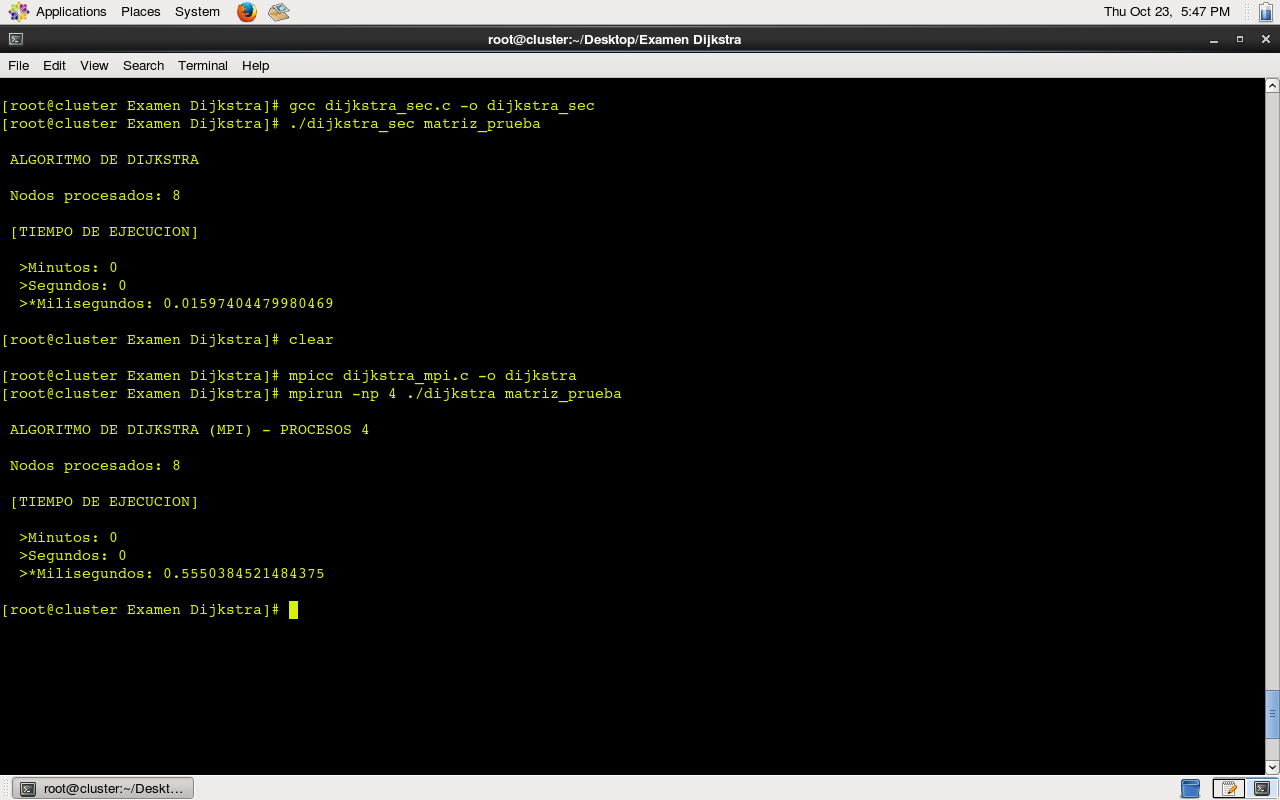 Applications Places System Thu Oct 23, 5:47 PM
root@cluster:~/Desktop/Examen Dijkstra
File Edit View Search Terminal Help
[root@cluster Examen Dijkstra]# gcc dijkstra_sec.c -o dijkstra_sec
[root@cluster Examen Dijkstra]# ./dijkstra_sec matriz_prueba
ALGORITMO DE DIJKSTRA
Nodos procesados: 8
[TIEMPO DE EJECUCION]
>Minutos: 0
>Segundos: 0
>*Milisegundos: 0.01597404479980469
[root@cluster Examen Dijkstra]# clear
[root@cluster Examen Dijkstra]# mpicc dijkstra_mpi.c -o dijkstra
[root@cluster Examen Dijkstra]# mpirun -np 4 ./dijkstra matriz_prueba
ALGORITMO DE DIJKSTRA (MPI) - PROCESOS 4
Nodos procesados: 8
[TIEMPO DE EJECUCION]
>Minutos: 0
>Segundos: 0
>*Milisegundos: 0.5550384521484375
[root@cluster Examen Dijkstra]#
root@cluster:~/Deskt...